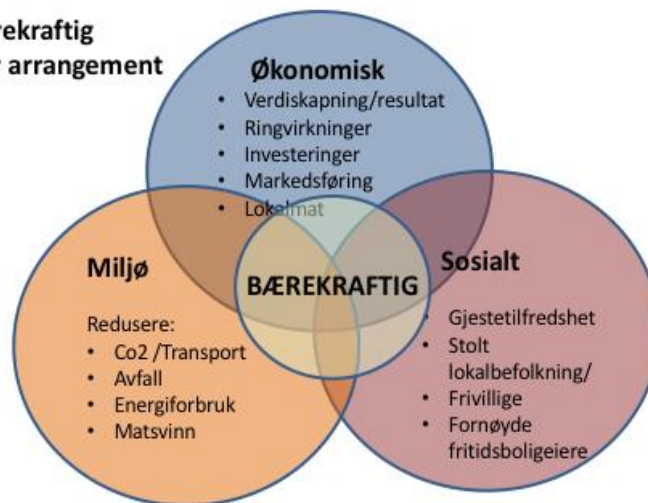 rekraftig
arrangement
Økonomisk
• Verdiskapning/resultat
• Ringvirkninger
• Investeringer
• Markedsføring
• Lokalmat
Miljø
Redusere:
• Co2 /Transport
• Avfall
• Energiforbruk
• Matsvinn
BÆREKRAFTIG
Sosialt
• Gjestetilfredshet
• Stolt
lokalbefolkning/
• Frivillige
• Fornøyde
fritidsboligeiere